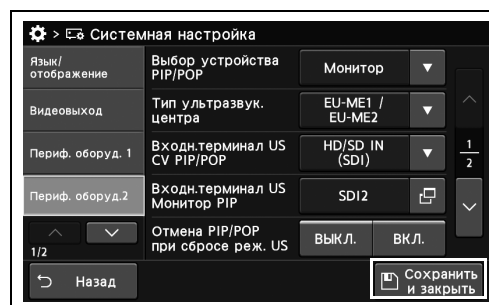 > Системная настройка
Язык/
отображение
Видеовыход
Периф. оборуд. 1
Периф. оборуд.2
1/2
Выбор устройства
PIP/POP
Монитор
Тип ультразвук.
центра
EU-ME1 /
EU-ME2
Входн.терминал US
CV PIP/POP
HD/SD IN
(SDI)
Входн.терминал US
Монитор PIP
SDI2
Отмена PIP/POP
при сбросе реж. US
ВЫКЛ. ВКЛ.
1
2
Назад
Сохранить
и закрыть